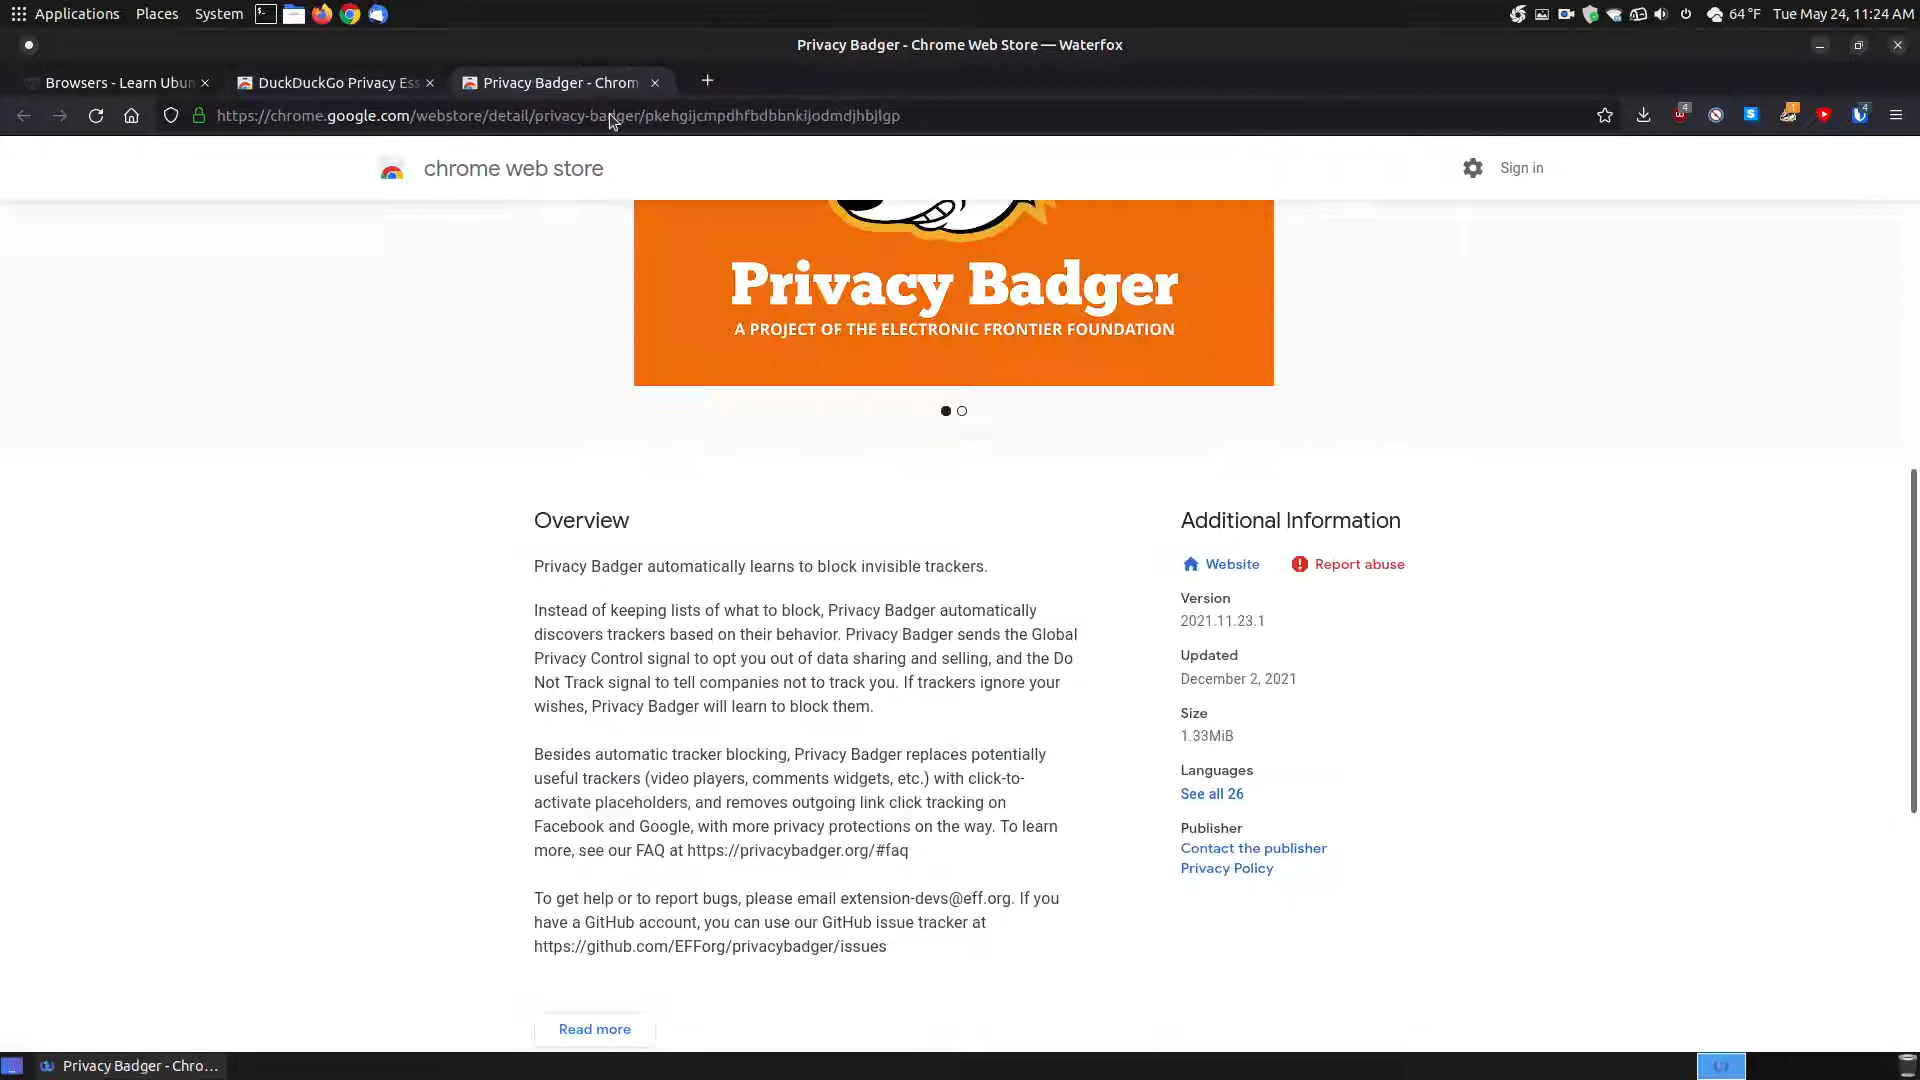 Applications Places System 64 °F Tue May 24, 11:24 AM
Privacy Badger - Chrome Web Store — Waterfox
Browsers - Learn Ubun DuckDuckGo Privacy Ess Privacy Badger - Chrom
https://chrome.google.com/webstore/detail/privacy-badger/pkehgijcmpdhfbdbbnkijodmdjhbjlgp
chrome web store Sign in
Privacy Badger
A PROJECT OF THE ELECTRONIC FRONTIER FOUNDATION
Overview
Privacy Badger automatically learns to block invisible trackers.
Instead of keeping lists of what to block, Privacy Badger automatically
discovers trackers based on their behavior. Privacy Badger sends the Global
Privacy Control signal to opt you out of data sharing and selling, and the Do
Not Track signal to tell companies not to track you. If trackers ignore your
wishes, Privacy Badger will learn to block them.
Besides automatic tracker blocking, Privacy Badger replaces potentially
useful trackers (video players, comments widgets, etc.) with click-to-
activate placeholders, and removes outgoing link click tracking on
Facebook and Google, with more privacy protections on the way. To learn
more, see our FAQ at https://privacybadger.org/#faq
To get help or to report bugs, please email extension-devs@eff.org. If you
have a GitHub account, you can use our GitHub issue tracker at
https://github.com/EFForg/privacybadger/issues
Read more
Additional Information
Website Report abuse
Version
2021.11.23.1
Updated
December 2, 2021
Size
1.33MiB
Languages
See all 26
Publisher
Contact the publisher
Privacy Policy
Privacy Badger - Chro...